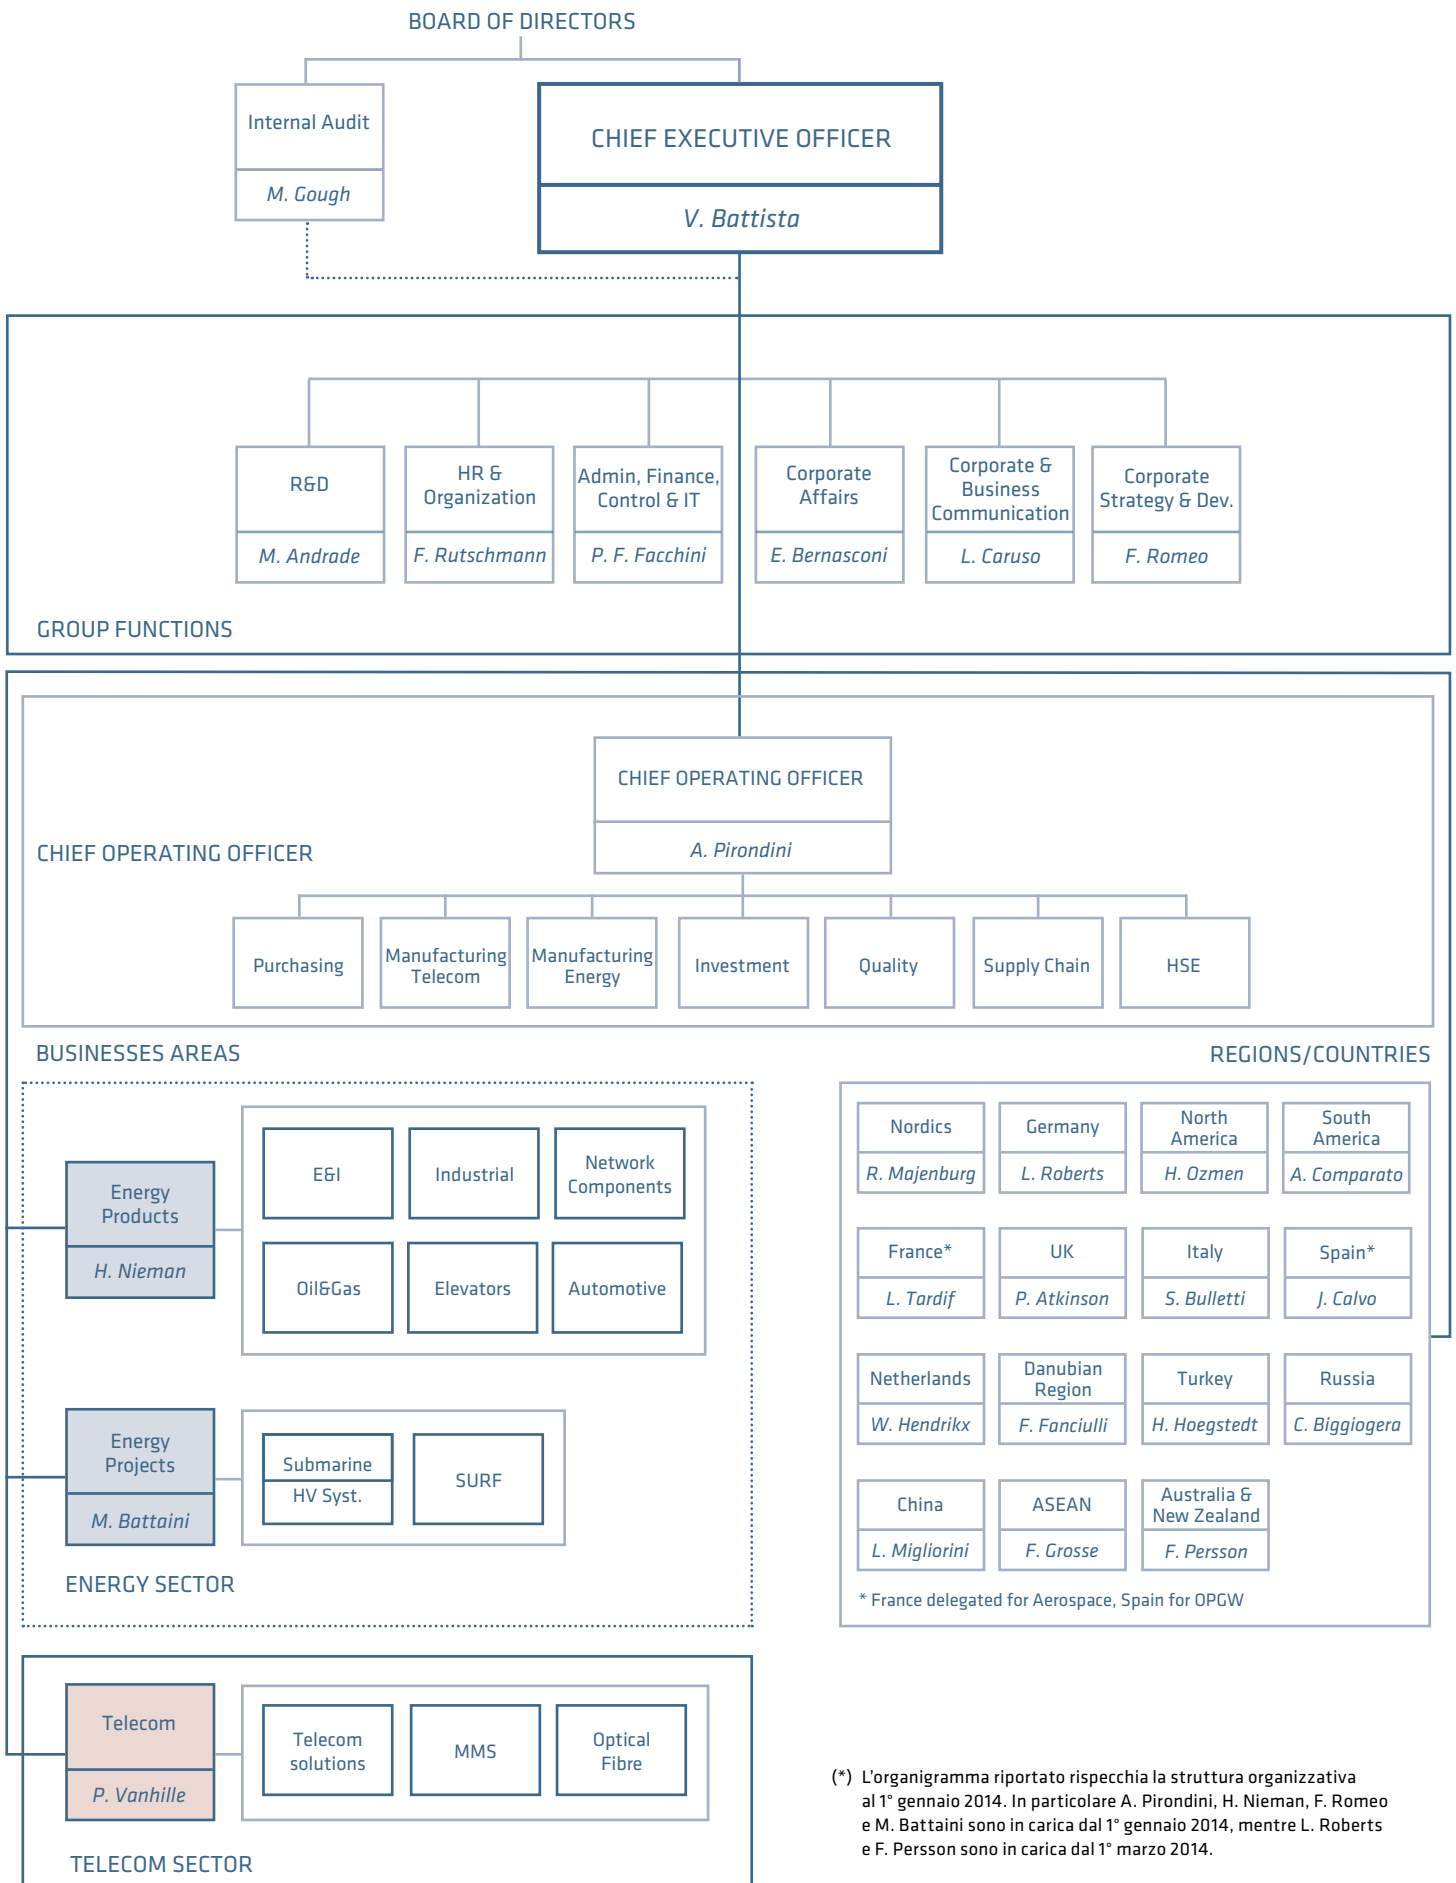 BOARD OF DIRECTORS
Internal Audit
M. Gough
CHIEF EXECUTIVE OFFICER
V. Battista
R&D
M. Andrade
HR &
Organization
F. Rutschmann
Admin, Finance,
Control & IT
P. F. Facchini
Corporate
Affairs
E. Bernasconi
Corporate &
Business
Communication
L. Caruso
Corporate
Strategy & Dev.
F. Romeo
GROUP FUNCTIONS
CHIEF OPERATING OFFICER
A. Pirondini
CHIEF OPERATING OFFICER
Purchasing
Manufacturing
Telecom
Manufacturing
Energy
Investment
Quality
Supply Chain
HSE
BUSINESSES AREAS
Energy
Products
H. Nieman
E&I
Industrial
Network
Components
Oil&Gas
Elevators
Automotive
Energy
Projects
M. Battaini
Submarine
HV Syst.
SURF
ENERGY SECTOR
Telecom
P. Vanhille
Telecom
solutions
MMS
Optical
Fibre
TELECOM SECTOR
REGIONS/COUNTRIES
Nordics
R. Majenburg
Germany
L. Roberts
North
America
H. Ozmen
South
America
A. Comparato
France*
L. Tardif
UK
P. Atkinson
Italy
S. Bulletti
Spain*
J. Calvo
Netherlands
W. Hendrikx
Danubian
Region
F. Fanciulli
Turkey
H. Hoegstedt
Russia
C. Biggiogera
China
L. Migliorini
ASEAN
F. Grosse
Australia &
New Zealand
F. Persson
* France delegated for Aerospace, Spain for OPGW
(*) L'organigramma riportato rispecchia la struttura organizzativa
al 1° gennaio 2014. In particolare A. Pirondini, H. Nieman, F. Romeo
e M. Battaini sono in carica dal 1° gennaio 2014, mentre L. Roberts
e F. Persson sono in carica dal 1° marzo 2014.